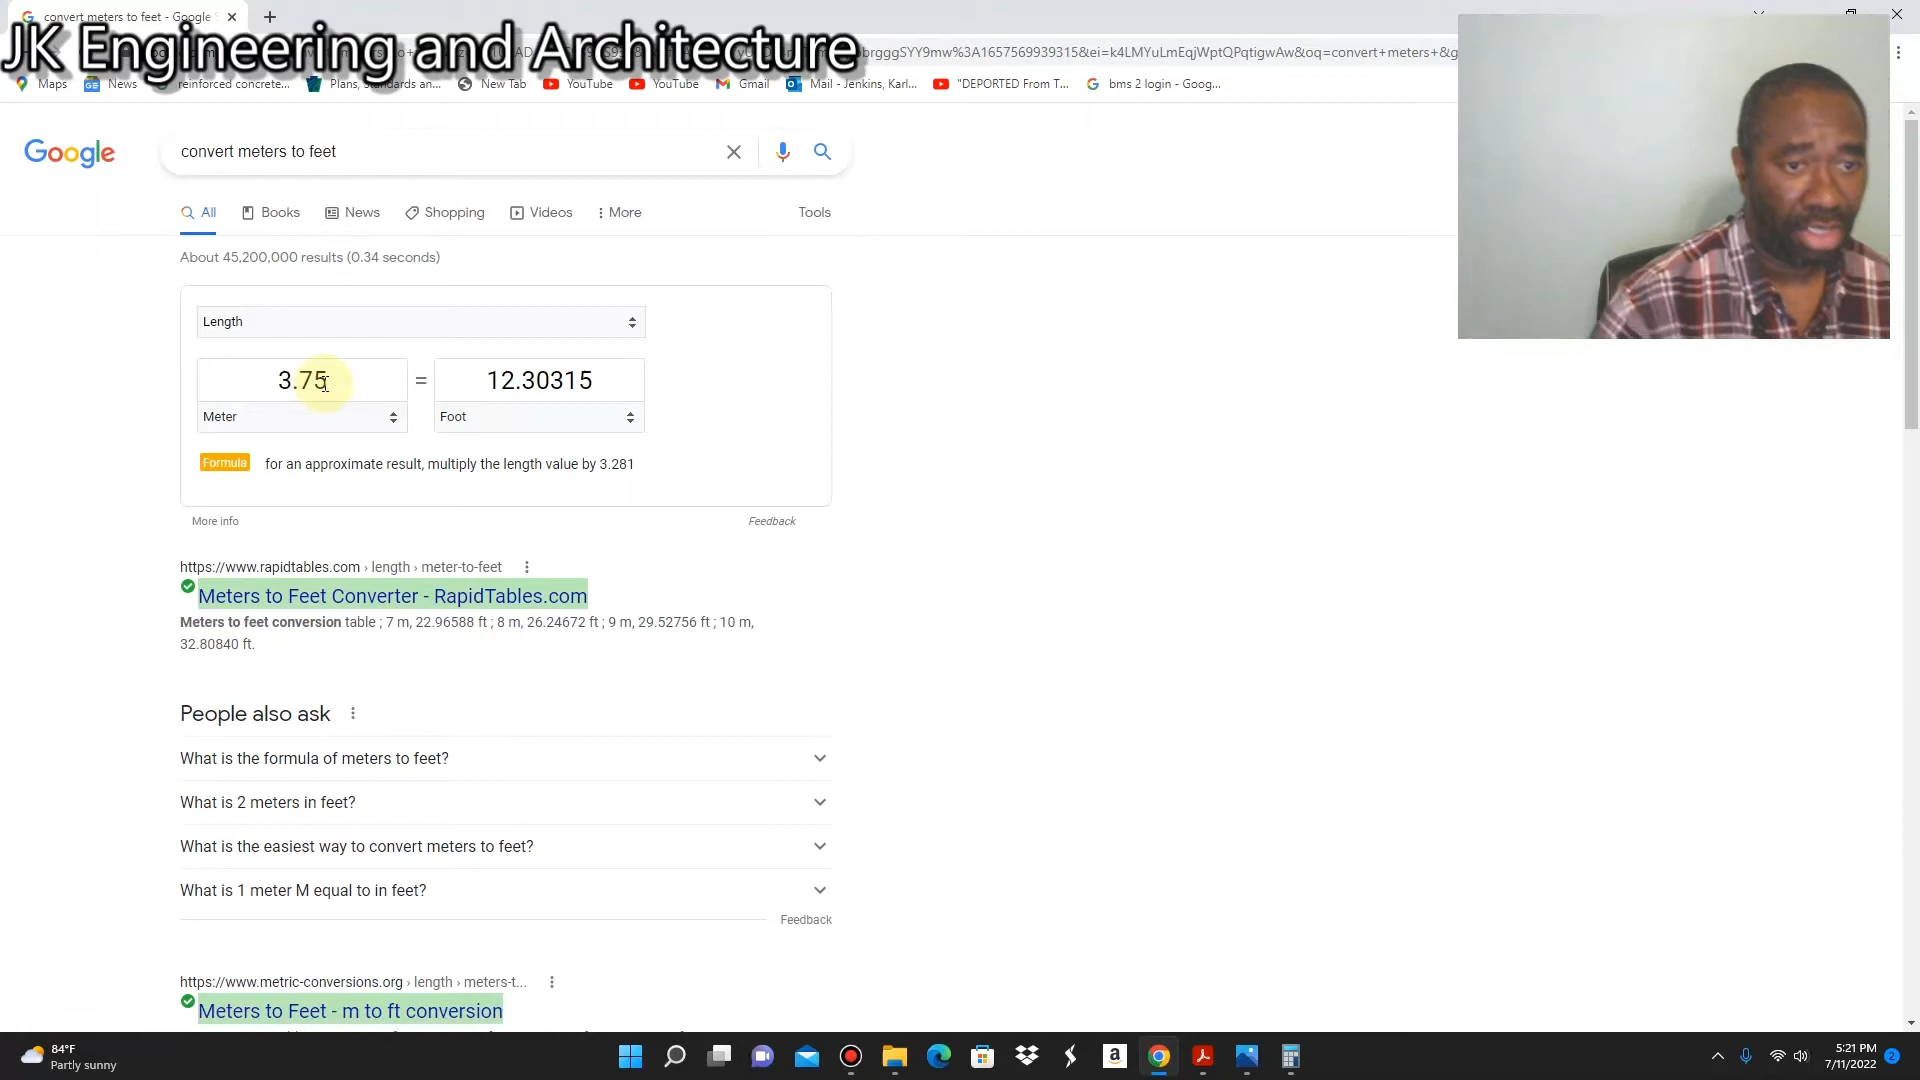 convert meters to feet - Google S
JK Engineering and Architecture
Maps
News
reinforced concrete...
Plans, Standards an...
New Tab
YouTube
YouTube
Gmail
Mail - Jenkins, Karl...
"DEPORTED From T...
bms 2 login - Goog...
Google
convert meters to feet
All
Books
News
Shopping
Videos
More
Tools
About 45,200,000 results (0.34 seconds)
Length
3.75 = 12.30315
Meter
Foot
Formula for an approximate result, multiply the length value by 3.281
More info
Feedback
https://www.rapidtables.com › length › meter-to-feet
Meters to Feet Converter - RapidTables.com
Meters to feet conversion table ; 7 m, 22.96588 ft ; 8 m, 26.24672 ft ; 9 m, 29.52756 ft ; 10 m,
32.80840 ft.
People also ask
What is the formula of meters to feet?
What is 2 meters in feet?
What is the easiest way to convert meters to feet?
What is 1 meter M equal to in feet?
Feedback
https://www.metric-conversions.org › length › meters-t...
Meters to Feet - m to ft conversion
84°F
Partly sunny
a
5:21 PM
7/11/2022
2